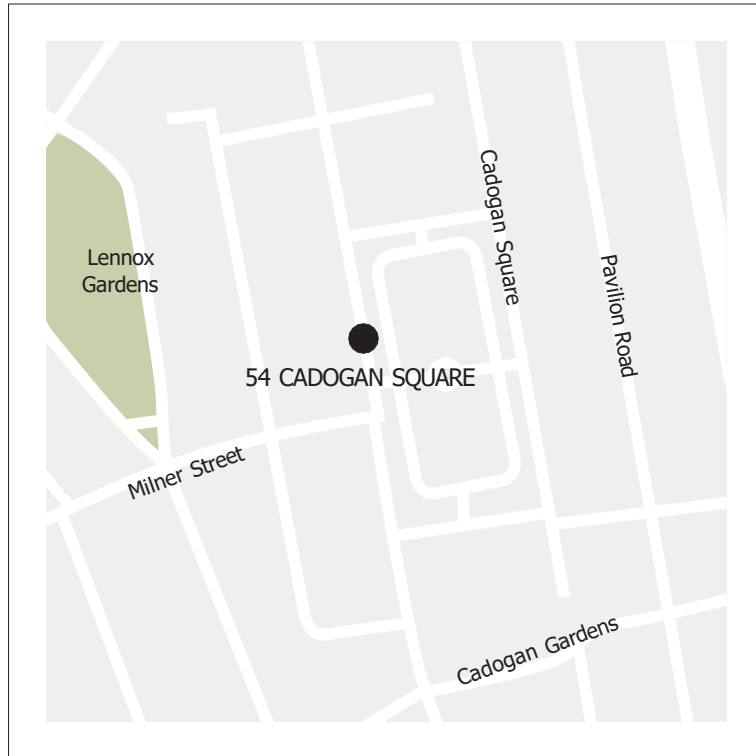 Cadogan Square
Lennox
Gardens
Pavilion Road
54 CADOGAN SQUARE
Milner Street
Cadogan Gardens